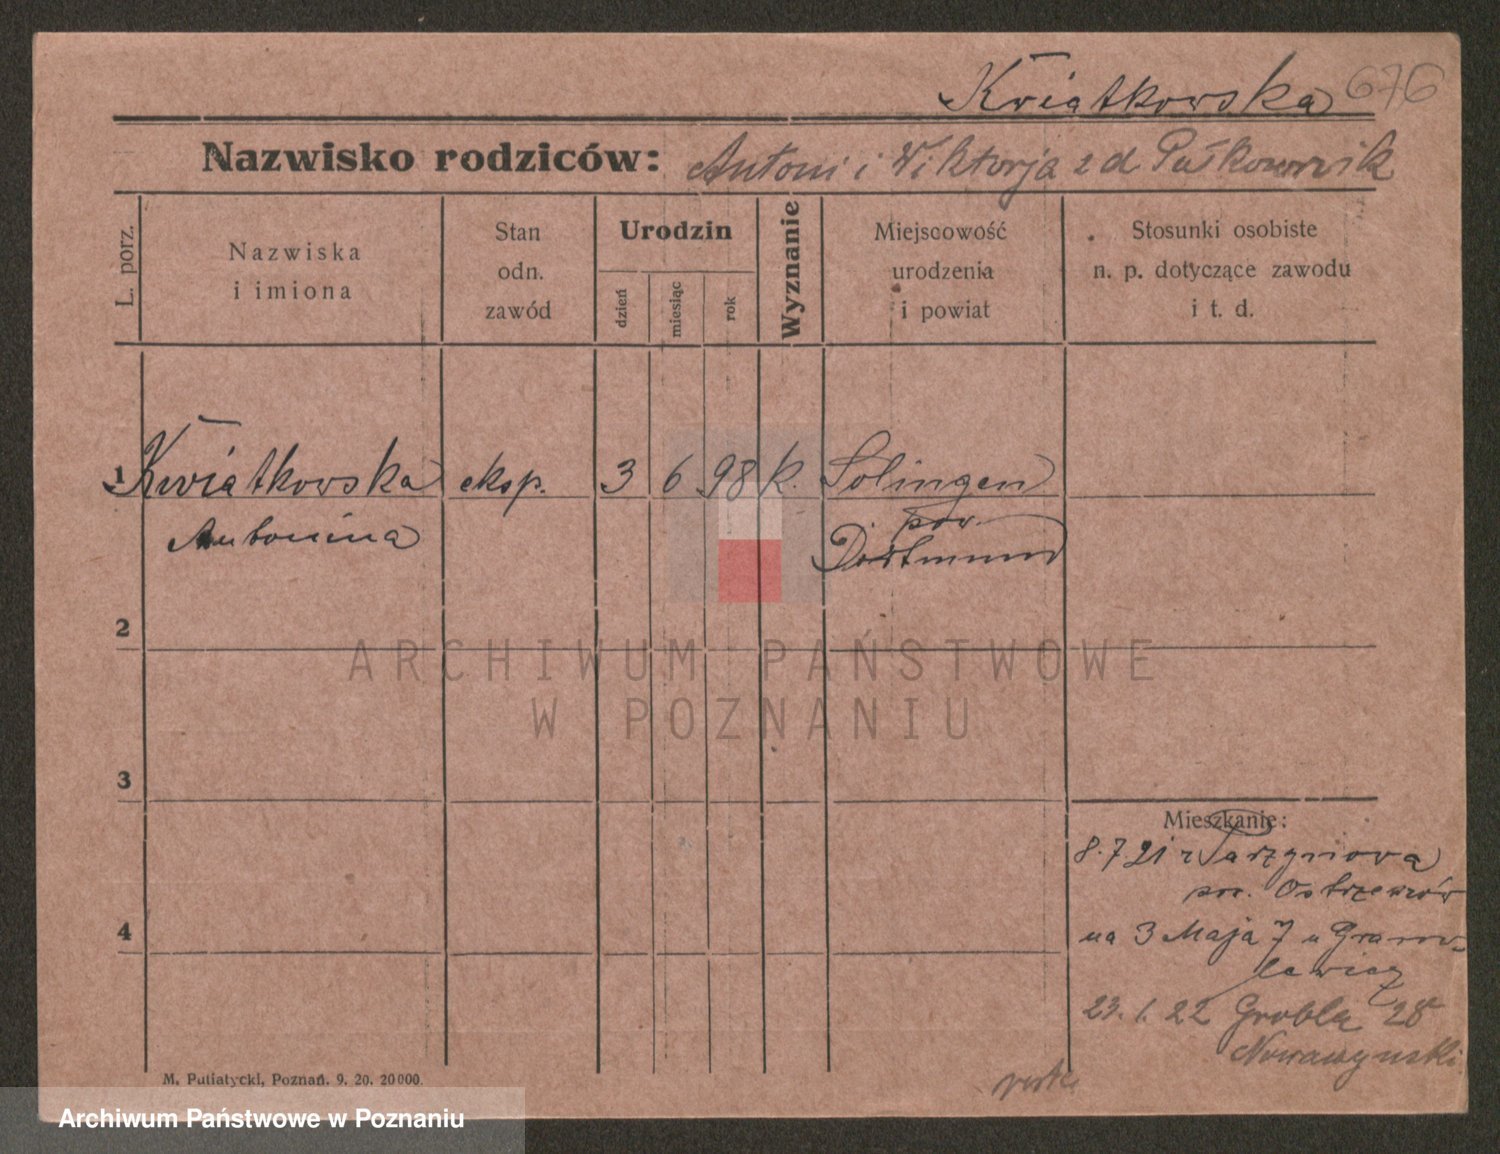 Kwiatkowska 676
Nazwisko rodziców: Antoni i Wiktorja z d
L. porz.
Nazwiska
i imiona
Stan
odn.
zawód
Urodzin
dzień
miesiąc
rok
Wyznanie
Miejscowość
urodzenia
i powiat
Stosunki osobiste
n. p. dotyczące zawodu
i t. d.
1 Kwiatkowska eksp. 3 6 98 k. Solingen
Antonina pow.
Dortmund
2
ARCHIWUM PAŃSTWOWE
W POZNANIU
3
Mieszkanie:
8.7 21 z Parzynowa
pow. Ostrzeszów
4
na 3 Maja 7 u
23.1.22 Grobla 28
M. Putiatycki, Poznań. 9. 20. 20000.
Archiwum Państwowe w Poznaniu